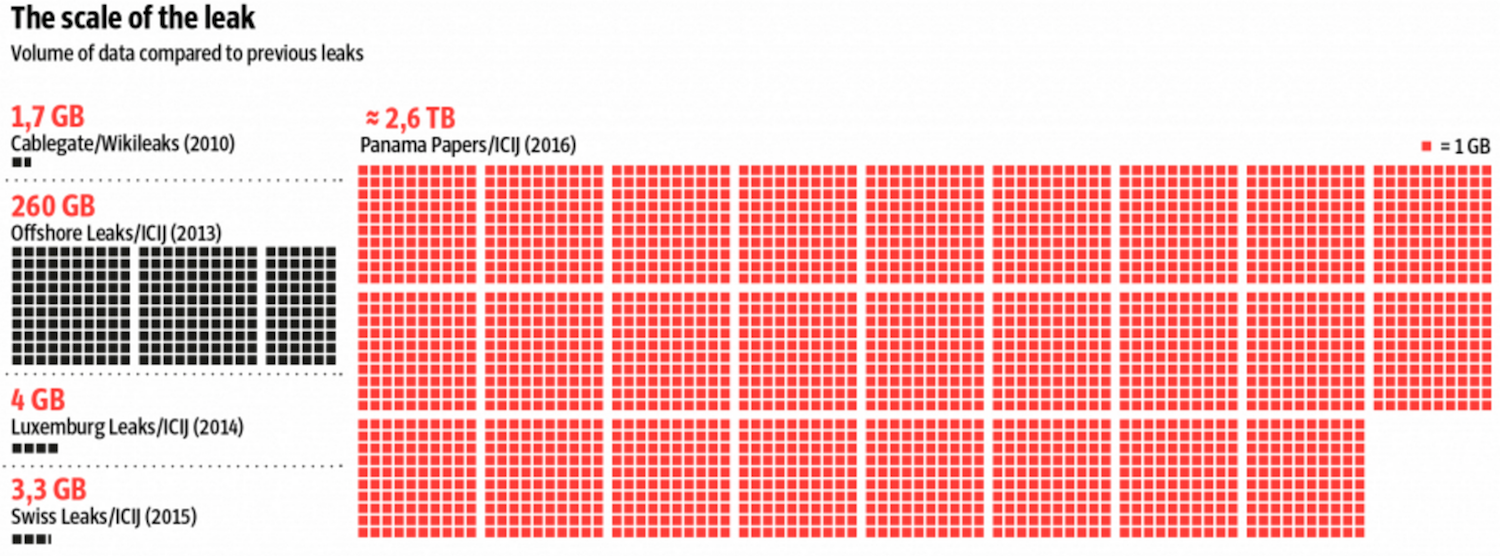 The scale of the leak
Volume of data compared to previous leaks
1,7 GB
Cablegate/Wikileaks (2010)
260 GB
Offshore Leaks/ICIJ (2013)
4 GB
Luxemburg Leaks/ICIJ (2014)
3,3 GB
Swiss Leaks/ICIJ (2015)
≈ 2,6 TB
Panama Papers/ICIJ (2016)
= 1 GB